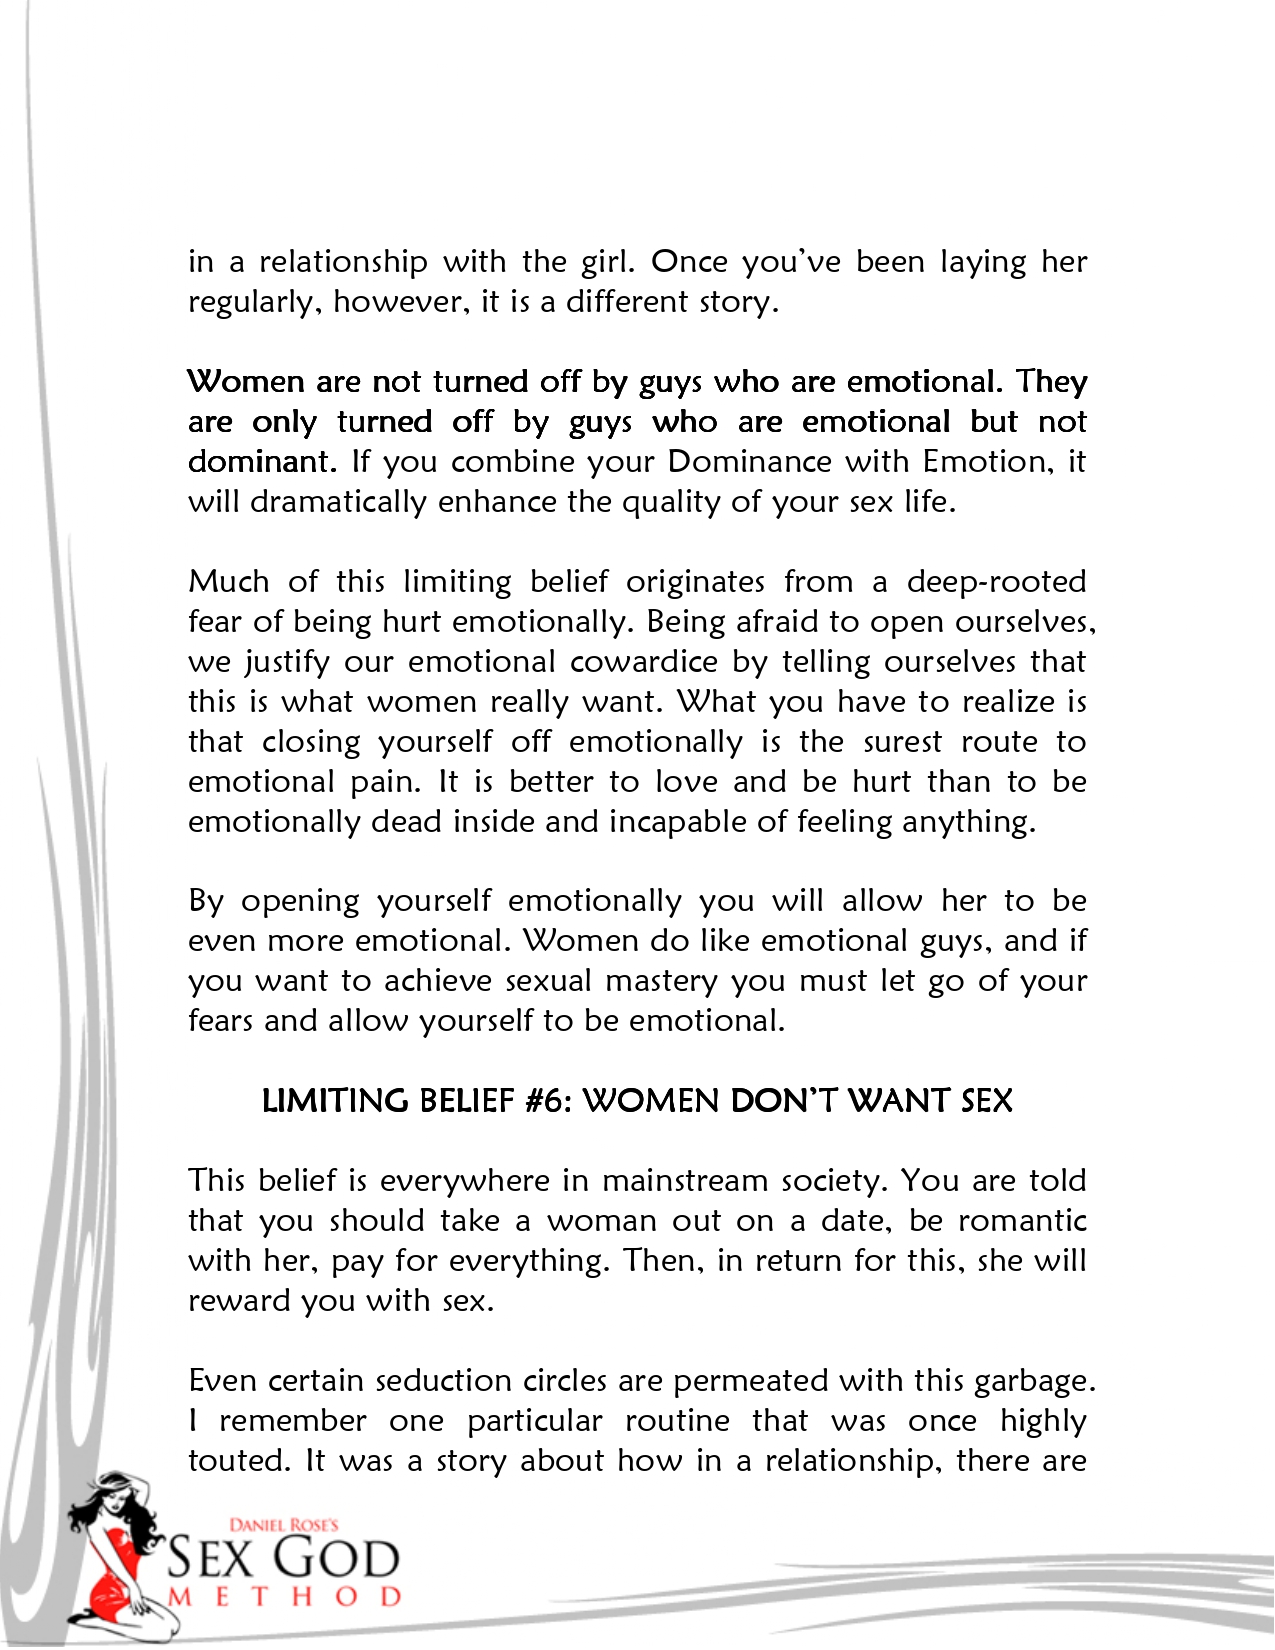 in a relationship with the girl. Once you’ve been laying her
regularly, however, it is a different story.
Women are not turned off by guys who are emotional. They
are only turned off by guys who are emotional but not
dominant. If you combine your Dominance with Emotion, it
will dramatically enhance the quality of your sex life.
Much of this limiting belief originates from a deep-rooted
fear of being hurt emotionally. Being afraid to open ourselves,
we justify our emotional cowardice by telling ourselves that
this is what women really want. What you have to realize is
that closing yourself off emotionally is the surest route to
emotional pain. It is better to love and be hurt than to be
emotionally dead inside and incapable of feeling anything.
By opening yourself emotionally you will allow her to be
even more emotional. Women do like emotional guys, and if
you want to achieve sexual mastery you must let go of your
fears and allow yourself to be emotional.
LIMITING BELIEF #6: WOMEN DON’T WANT SEX
This belief is everywhere in mainstream society. You are told
that you should take a woman out on a date, be romantic
with her, pay for everything. Then, in return for this, she will
reward you with sex.
Even certain seduction circles are permeated with this garbage.
I remember one particular routine that was once highly
touted. It was a story about how in a relationship, there are
DANIEL ROSE'S
SEX GOD
METHOD